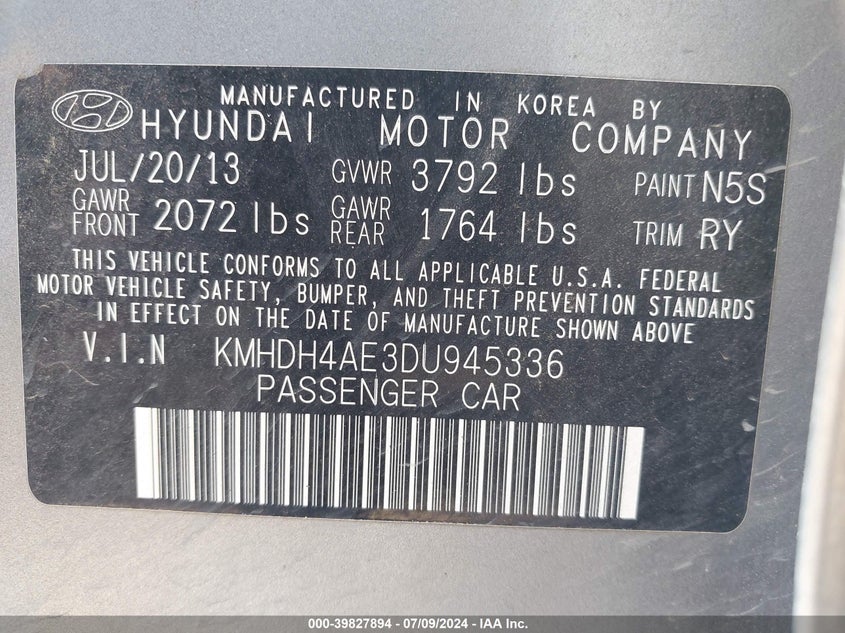 MANUFACTURED IN KOREA BY
HYUNDAI MOTOR COMPANY
JUL/20/13 GVWR 3792 lbs PAINT N5S
GAWR FRONT 2072 lbs GAWR REAR 1764 lbs TRIM RY
THIS VEHICLE CONFORMS TO ALL APPLICABLE U.S.A. FEDERAL
MOTOR VEHICLE SAFETY, BUMPER, AND THEFT PREVENTION STANDARDS
IN EFFECT ON THE DATE OF MANUFACTURE SHOWN ABOVE
V.I.N KMHDH4AE3DU945336
PASSENGER CAR
000-39827894 - 07/09/2024 - IAA Inc.